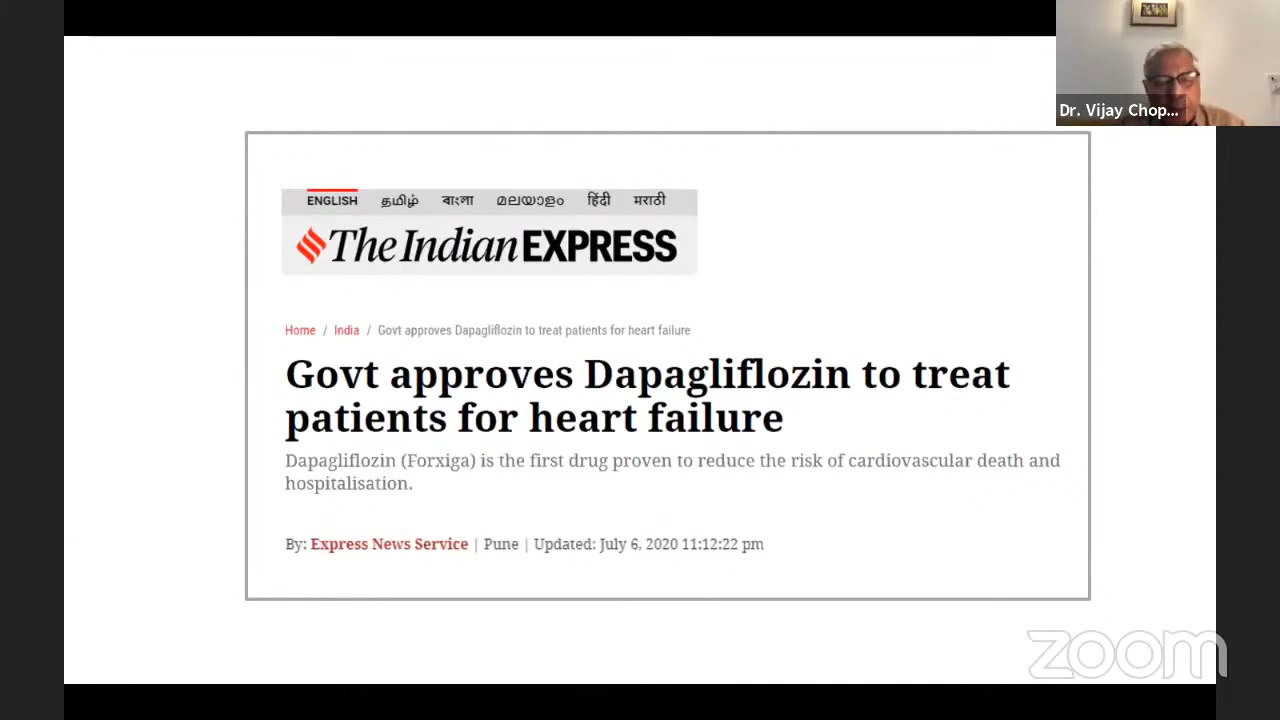 Dr. Vijay Chop...
ENGLISH தமிழ் বাংলা മലയാളം हिंदी मराठी
The Indian EXPRESS
Home / India / Govt approves Dapagliflozin to treat patients for heart failure
Govt approves Dapagliflozin to treat
patients for heart failure
Dapagliflozin (Forxiga) is the first drug proven to reduce the risk of cardiovascular death and
hospitalisation.
By: Express News Service | Pune | Updated: July 6, 2020 11:12:22 pm
zoom